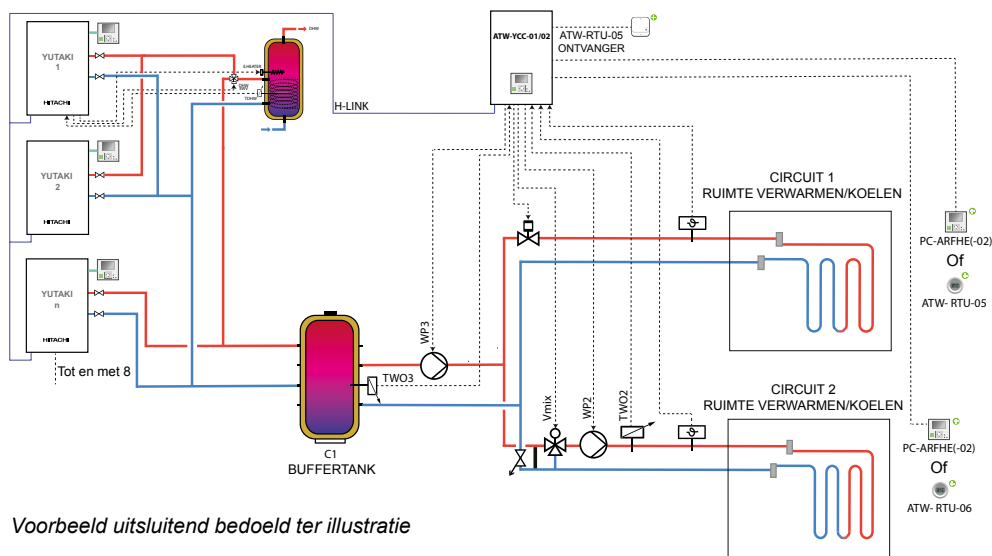 YUTAKI
1
HITACHI
YUTAKI
2
HITACHI
YUTAKI
n
HITACHI
Tot en met 8
DHW
E.HEATER
DHW
TDHW
H-LINK
ATW-YCC-01/02
ATW-RTU-05
ONTVANGER
CIRCUIT 1
RUIMTE VERWARMEN/KOELEN
PC-ARFHE(-02)
Of
ATW- RTU-05
WP3
TWO3
C1
BUFFERTANK
Vmix
WP2
TWO2
CIRCUIT 2
RUIMTE VERWARMEN/KOELEN
PC-ARFHE(-02)
Of
ATW- RTU-06
Voorbeeld uitsluitend bedoeld ter illustratie